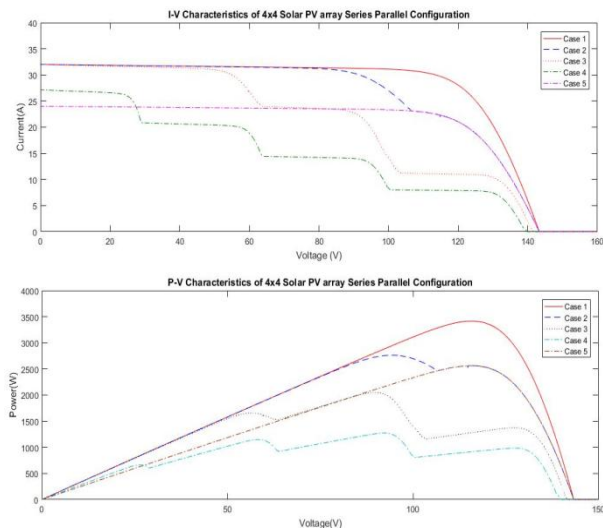 I-V Characteristics of 4x4 Solar PV array Series Parallel Configuration
40
35
30
25
20
15
10
5
0
Current(A)
Case 1
Case 2
Case 3
Case 4
Case 5
0 20 40 60 80 100 120 140 160
Voltage (V)
P-V Characteristics of 4x4 Solar PV array Series Parallel Configuration
4000
3500
3000
2500
2000
1500
1000
500
0
Power(W)
Case 1
Case 2
Case 3
Case 4
Case 5
0 50 100 150
Voltage(V)